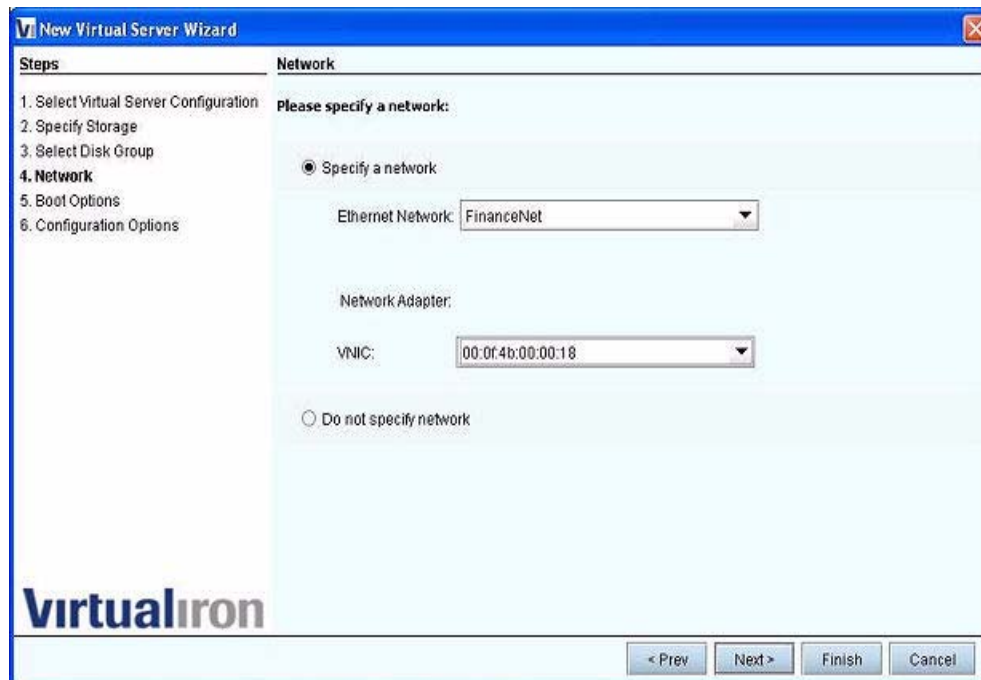 New Virtual Server Wizard
Steps
1. Select Virtual Server Configuration
2. Specify Storage
3. Select Disk Group
4. Network
5. Boot Options
6. Configuration Options
Network
Please specify a network:
Specify a network
Ethernet Network: FinanceNet
Network Adapter:
VNIC: 00:0f:4b:00:00:18
Do not specify network
Virtualiron
< Prev Next > Finish Cancel